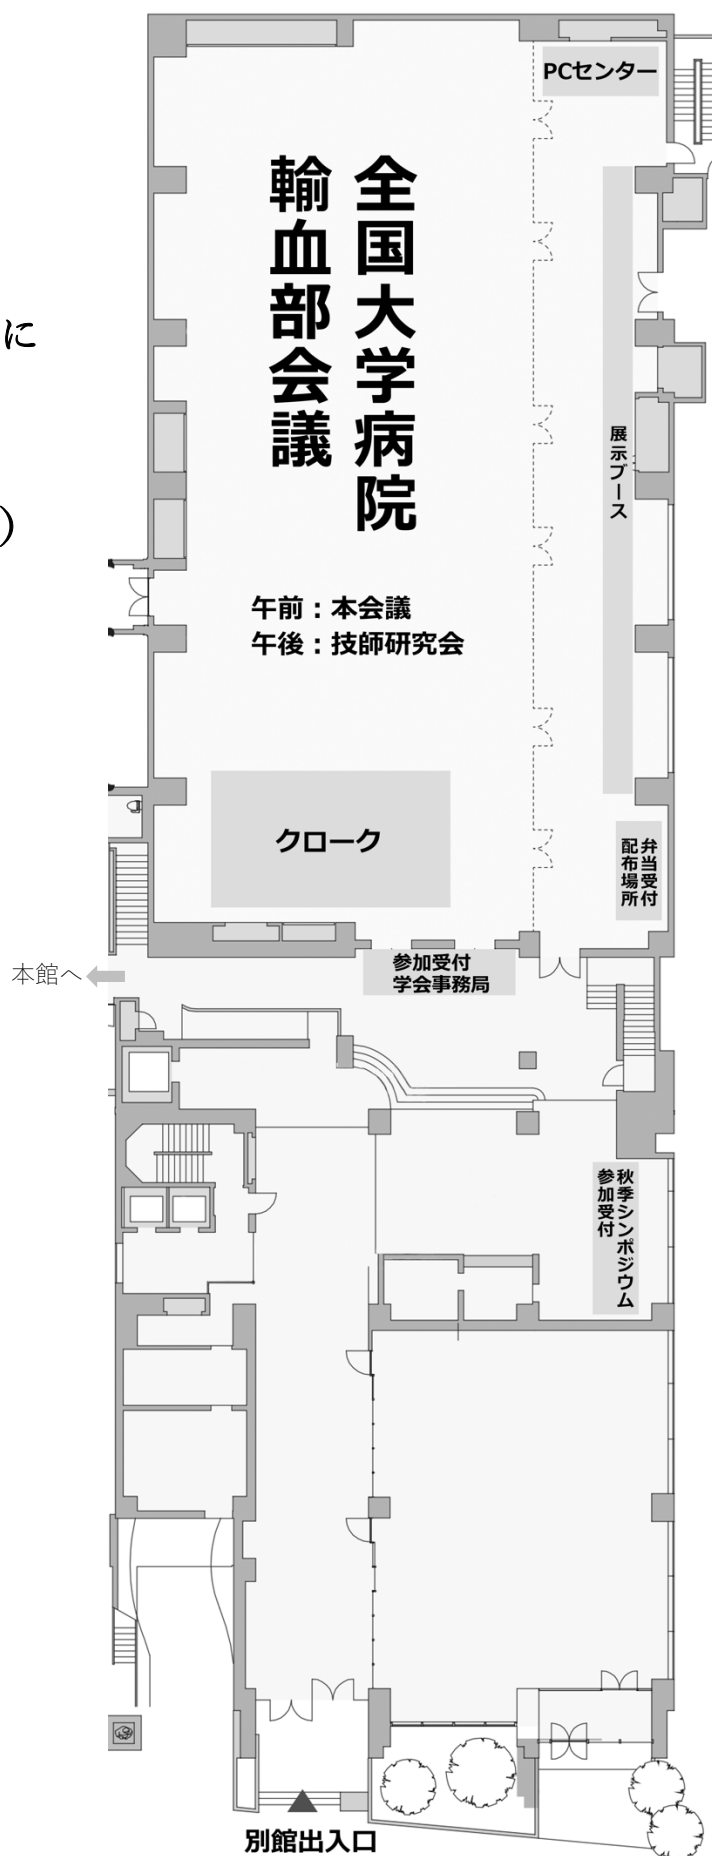 PCセンター
全国大学病院
輸血部会議
に
展示ブース
)
午前：本会議
午後：技師研究会
クローク
弁当受付
配布場所
参加受付
学会事務局
本館へ
秋季シンポジウム
参加受付
別館出入口